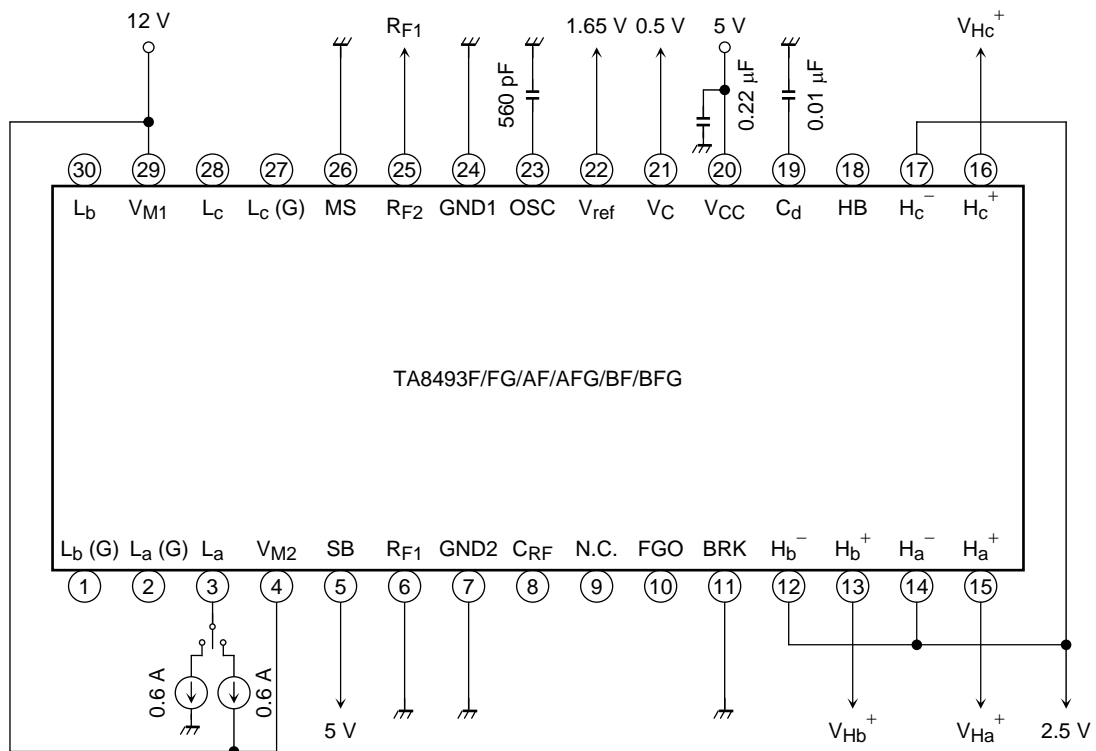 12 V
R_F1
560 pF
1.65 V
0.5 V
5 V
0.22 μF
0.01 μF
V_Hc^+
30 29 28 27 26 25 24 23 22 21 20 19 18 17 16
L_b V_M1 L_c L_c (G) MS R_F2 GND1 OSC V_ref V_C V_CC C_d HB H_c^− H_c^+
TA8493F/FG/AF/AFG/BF/BFG
L_b (G) L_a (G) L_a V_M2 SB R_F1 GND2 C_RF N.C. FGO BRK H_b^− H_b^+ H_a^− H_a^+
1 2 3 4 5 6 7 8 9 10 11 12 13 14 15
0.6 A
0.6 A
5 V
V_Hb^+
V_Ha^+
2.5 V